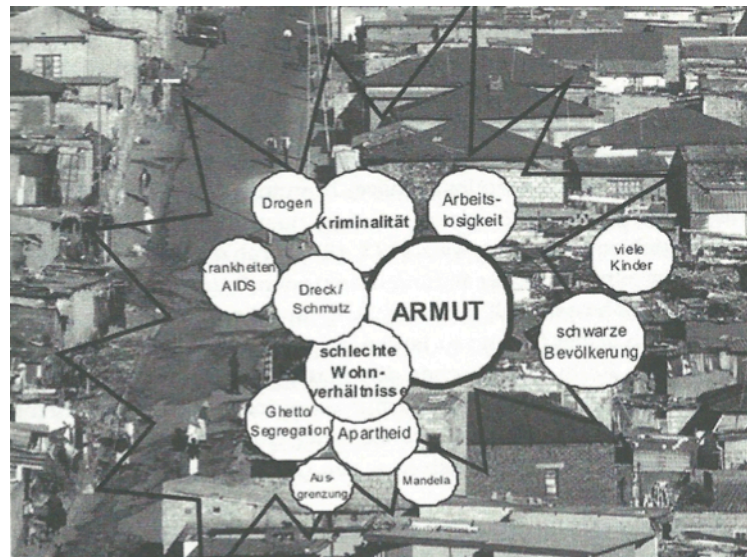 Drogen
Kriminalität
Arbeits-
losigkeit
viele
Kinder
Krankheiten
AIDS
Dreck/
Schmutz
ARMUT
schwarze
Bevölkerung
schlechte
Wohn-
verhältnisse
Ghetto/
Segregation
Apartheid
Aus-
grenzung
Mandela